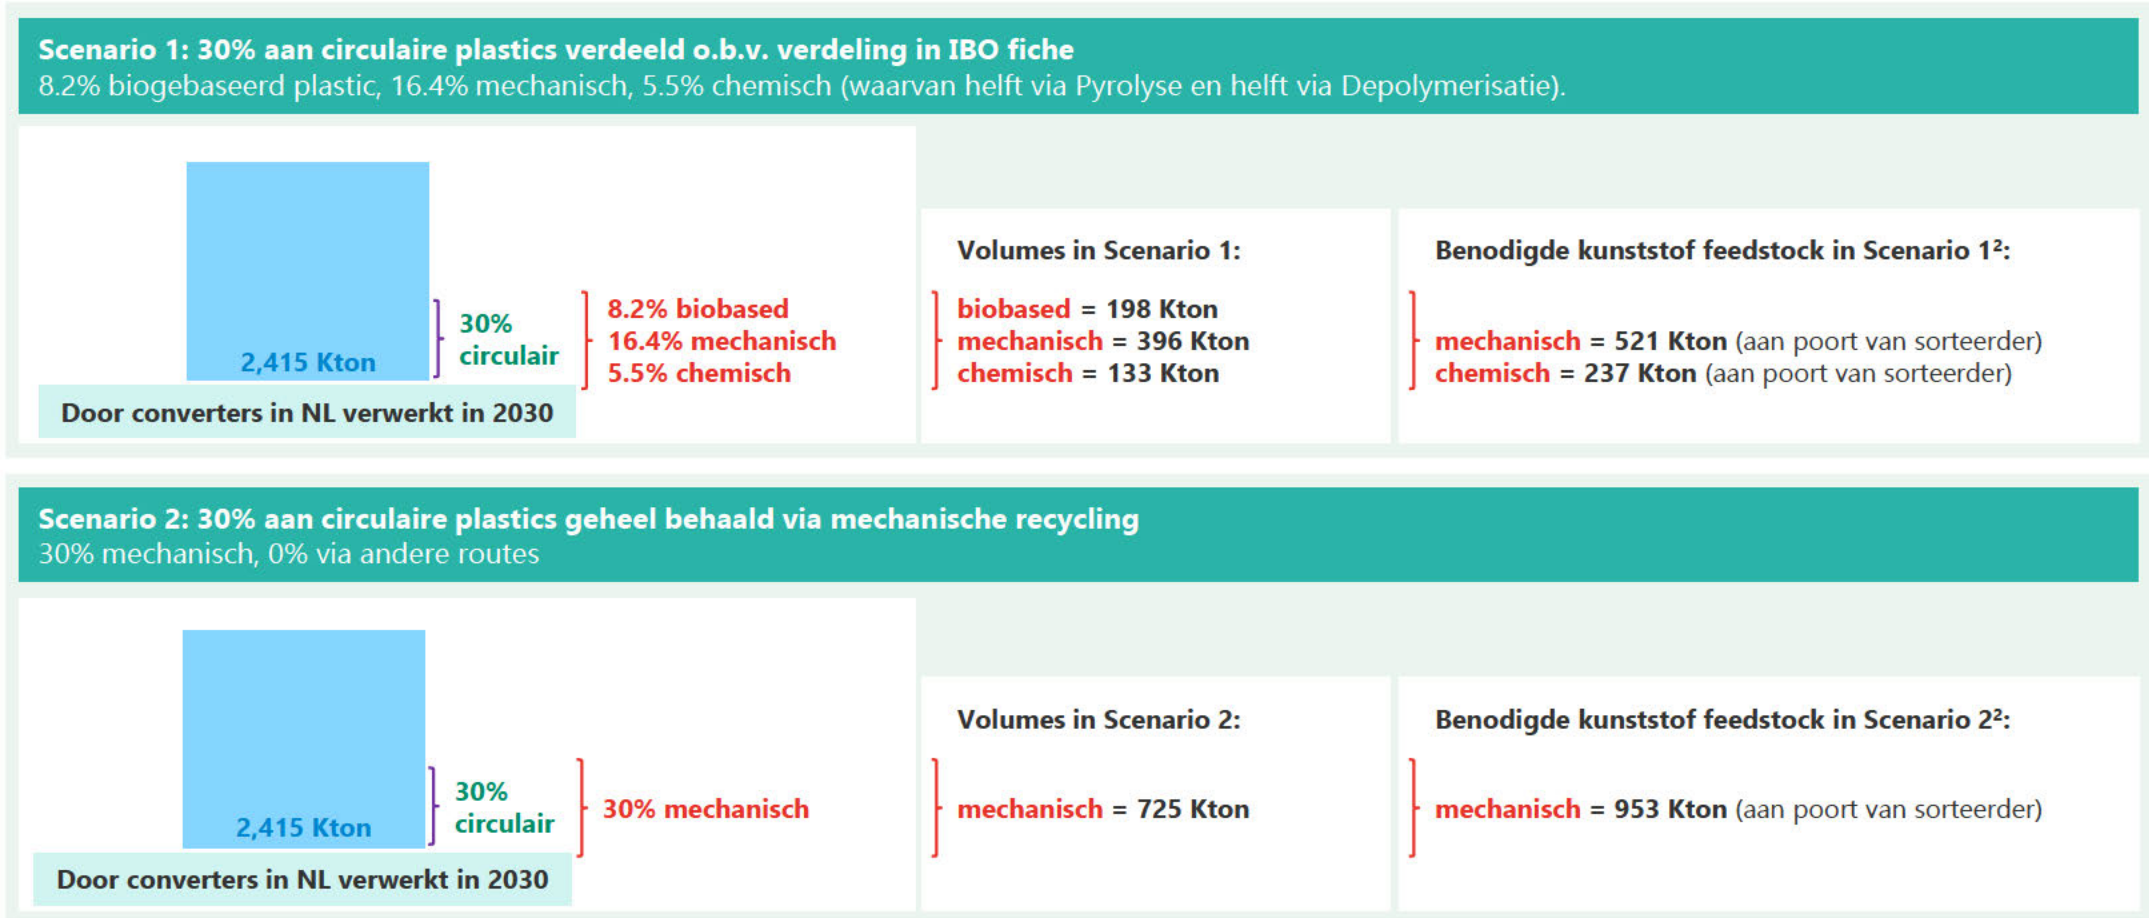 Scenario 1: 30% aan circulaire plastics verdeeld o.b.v. verdeling in IBO fiche
8.2% biogebaseerd plastic, 16.4% mechanisch, 5.5% chemisch (waarvan helft via Pyrolyse en helft via Depolymerisatie).
2,415 Kton
Door converters in NL verwerkt in 2030
30%
circulair
8.2% biobased
16.4% mechanisch
5.5% chemisch
Volumes in Scenario 1:
biobased = 198 Kton
mechanisch = 396 Kton
chemisch = 133 Kton
Benodigde kunststof feedstock in Scenario 1²:
mechanisch = 521 Kton (aan poort van sorteerder)
chemisch = 237 Kton (aan poort van sorteerder)
Scenario 2: 30% aan circulaire plastics geheel behaald via mechanische recycling
30% mechanisch, 0% via andere routes
2,415 Kton
Door converters in NL verwerkt in 2030
30%
circulair
30% mechanisch
Volumes in Scenario 2:
mechanisch = 725 Kton
Benodigde kunststof feedstock in Scenario 2²:
mechanisch = 953 Kton (aan poort van sorteerder)